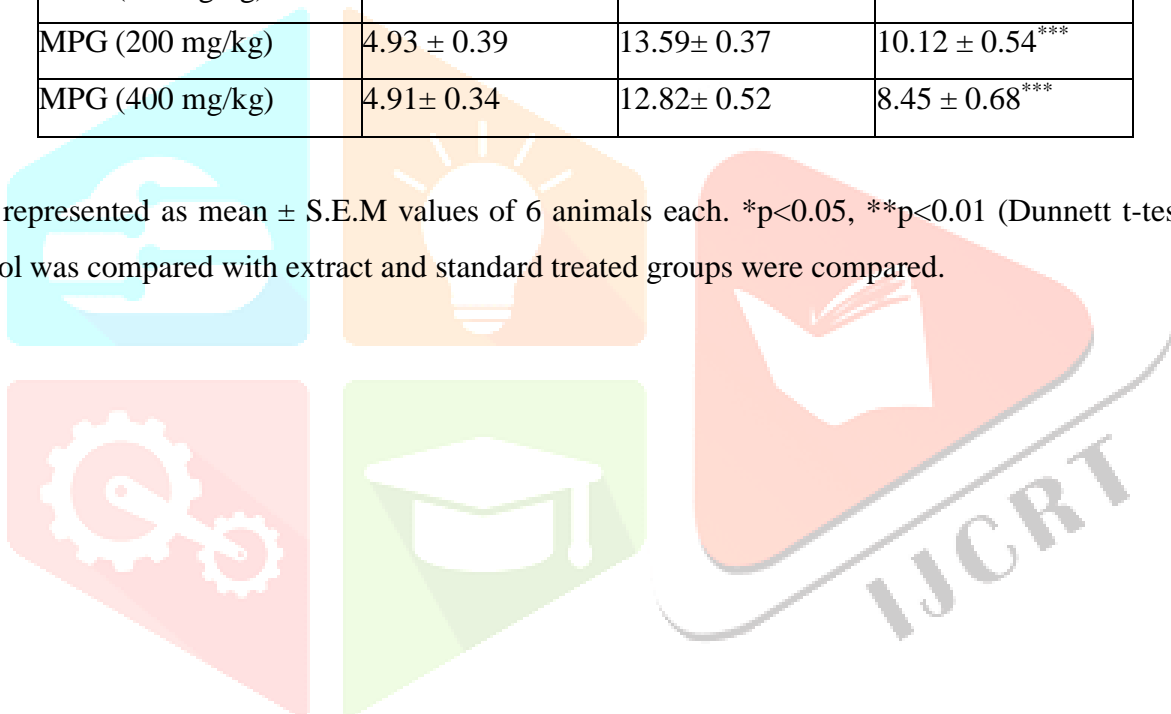 MPG (200 mg/kg) 4.93 ± 0.39 13.59± 0.37 10.12 ± 0.54***
MPG (400 mg/kg) 4.91± 0.34 12.82± 0.52 8.45 ± 0.68***
represented as mean ± S.E.M values of 6 animals each. *p<0.05, **p<0.01 (Dunnett t-tes
ol was compared with extract and standard treated groups were compared.
IJCRT